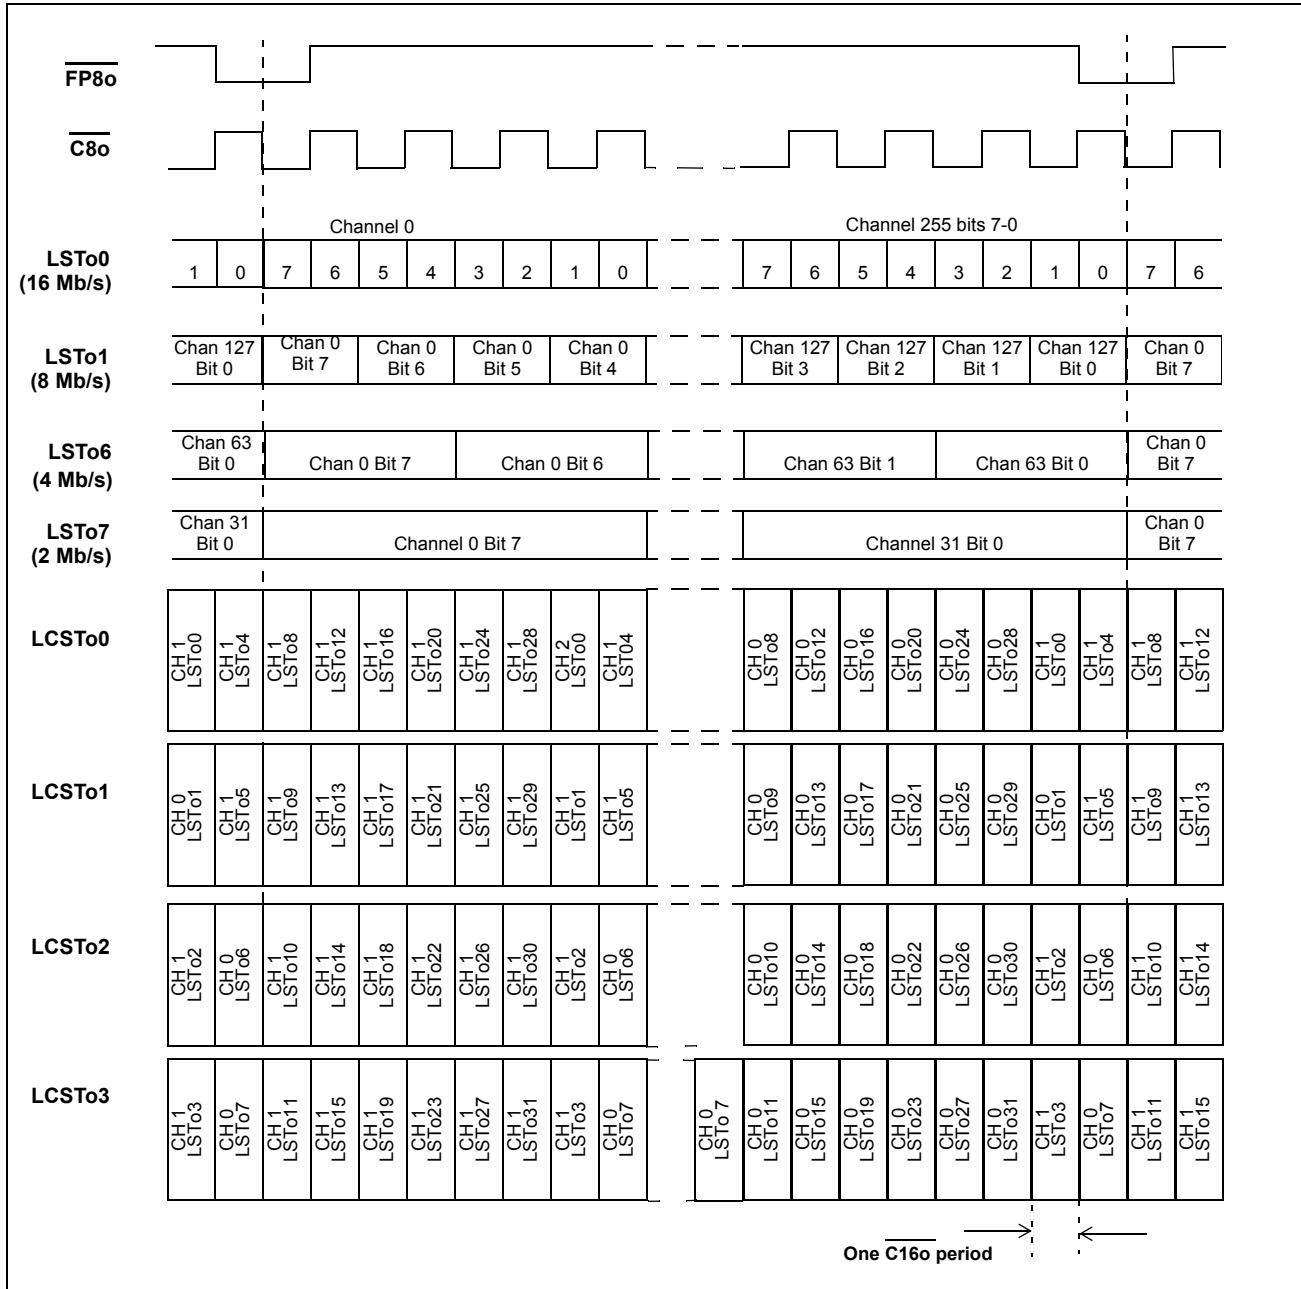 FP8o
C8o
Channel 0
Channel 255 bits 7-0
LSTo0
(16 Mb/s)
1 0 7 6 5 4 3 2 1 0 7 6 5 4 3 2 1 0 7 6
LSTo1
(8 Mb/s)
Chan 127 Chan 0 Chan 0 Chan 0 Chan 0 Chan 127 Chan 127 Chan 127 Chan 127 Chan 0
Bit 0 Bit 7 Bit 6 Bit 5 Bit 4 Bit 3 Bit 2 Bit 1 Bit 0 Bit 7
LSTo6
(4 Mb/s)
Chan 63
Bit 0
Chan 0 Bit 7
Chan 0 Bit 6
Chan 63 Bit 1
Chan 63 Bit 0
Chan 0
Bit 7
LSTo7
(2 Mb/s)
Chan 31
Bit 0
Channel 0 Bit 7
Channel 31 Bit 0
Chan 0
Bit 7
LCSTo0
CH 1
LSTo0
CH 1
LSTo4
CH 1
LSTo8
CH 1
LSTo12
CH 1
LSTo16
CH 1
LSTo20
CH 1
LSTo24
CH 1
LSTo28
CH 2
LSTo0
CH 1
LST04
CH 0
LSTo8
CH 0
LSTo12
CH 0
LSTo16
CH 0
LSTo20
CH 0
LSTo24
CH 0
LSTo28
CH 1
LSTo0
CH 1
LSTo4
CH 1
LSTo8
CH 1
LSTo12
LCSTo1
CH 0
LSTo1
CH 1
LSTo5
CH 1
LSTo9
CH 1
LSTo13
CH 1
LSTo17
CH 1
LSTo21
CH 1
LSTo25
CH 1
LSTo29
CH 1
LSTo1
CH 1
LSTo5
CH 0
LSTo9
CH 0
LSTo13
CH 0
LSTo17
CH 0
LSTo21
CH 0
LSTo25
CH 0
LSTo29
CH 0
LSTo1
CH 1
LSTo5
CH 1
LSTo9
CH 1
LSTo13
LCSTo2
CH 1
LSTo2
CH 0
LSTo6
CH 1
LSTo10
CH 1
LSTo14
CH 1
LSTo18
CH 1
LSTo22
CH 1
LSTo26
CH 1
LSTo30
CH 1
LSTo2
CH 0
LSTo6
CH 0
LSTo10
CH 0
LSTo14
CH 0
LSTo18
CH 0
LSTo22
CH 0
LSTo26
CH 0
LSTo30
CH 1
LSTo2
CH 0
LSTo6
CH 1
LSTo10
CH 1
LSTo14
LCSTo3
CH 1
LSTo3
CH 0
LSTo7
CH 1
LSTo11
CH 1
LSTo15
CH 1
LSTo19
CH 1
LSTo23
CH 1
LSTo27
CH 1
LSTo31
CH 1
LSTo3
CH 0
LSTo7
CH 0
LSTo 7
CH 0
LSTo11
CH 0
LSTo15
CH 0
LSTo19
CH 0
LSTo23
CH 0
LSTo27
CH 0
LSTo31
CH 1
LSTo3
CH 0
LSTo7
CH 1
LSTo11
CH 1
LSTo15
One C16o period